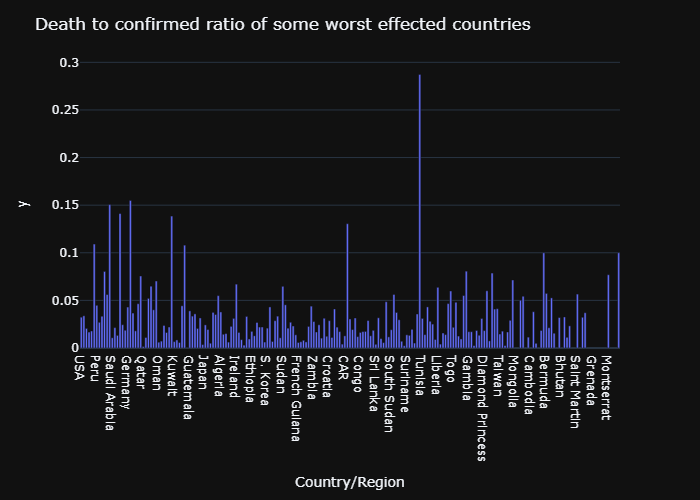 Death to confirmed ratio of some worst effected countries
0.3
0.25
0.2
0.15
0.1
0.05
0
y
USA
Peru
Saudi Arabia
Germany
Qatar
Oman
Kuwait
Guatemala
Japan
Algeria
Ireland
Ethiopia
S. Korea
Sudan
French Guiana
Zambia
Croatia
CAR
Congo
Sri Lanka
South Sudan
Suriname
Tunisia
Liberia
Togo
Gambia
Diamond Princess
Taiwan
Mongolia
Cambodia
Bermuda
Bhutan
Saint Martin
Grenada
Montserrat
Country/Region